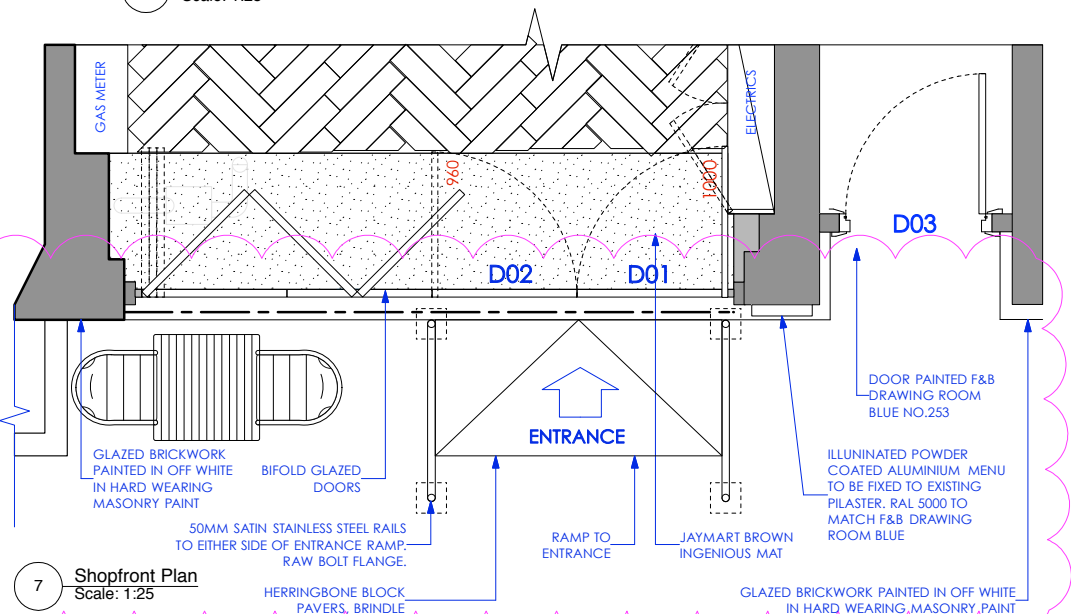 Scale: 1:25
GAS METER
ELECTRICS
960
1000
D03
D02
D01
ENTRANCE
DOOR PAINTED F&B
DRAWING ROOM
BLUE NO.253
GLAZED BRICKWORK
PAINTED IN OFF WHITE
IN HARD WEARING
MASONRY PAINT
BIFOLD GLAZED
DOORS
ILLUNINATED POWDER
COATED ALUMINIUM MENU
TO BE FIXED TO EXISTING
PILASTER. RAL 5000 TO
MATCH F&B DRAWING
ROOM BLUE
50MM SATIN STAINLESS STEEL RAILS
TO EITHER SIDE OF ENTRANCE RAMP.
RAW BOLT FLANGE.
RAMP TO
ENTRANCE
JAYMART BROWN
INGENIOUS MAT
7
Shopfront Plan
Scale: 1:25
HERRINGBONE BLOCK
PAVERS, BRINDLE
GLAZED BRICKWORK PAINTED IN OFF WHITE
IN HARD WEARING MASONRY PAINT